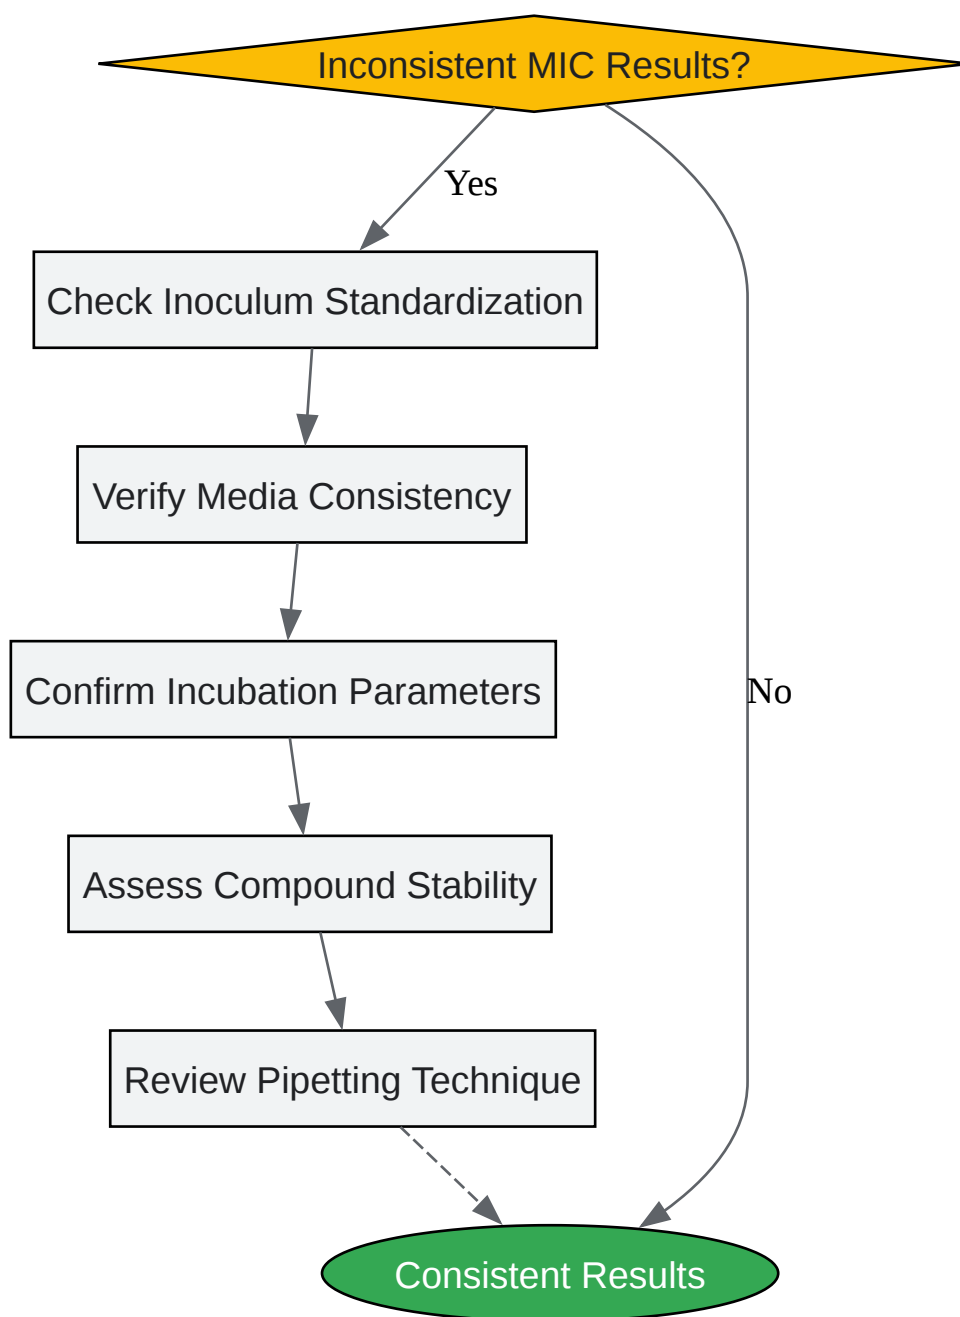 Inconsistent MIC Results?
Yes
Check Inoculum Standardization
Verify Media Consistency
Confirm Incubation Parameters
No
Assess Compound Stability
Review Pipetting Technique
Consistent Results